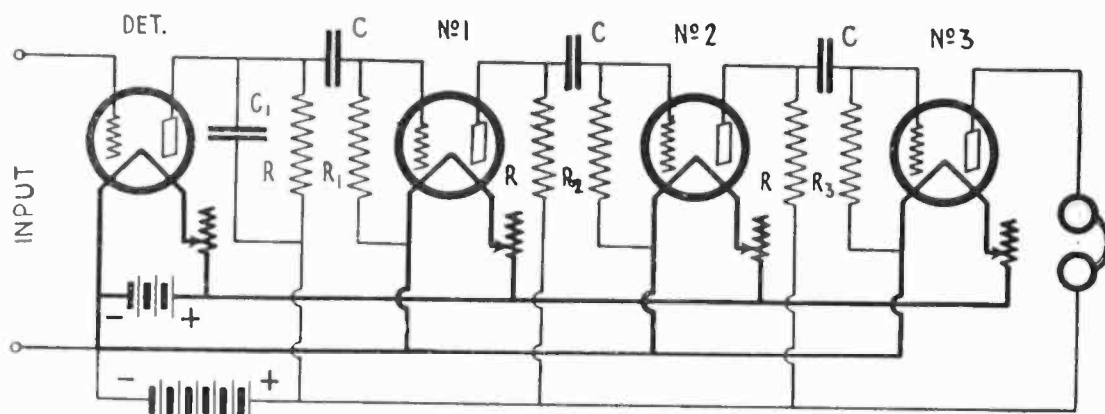 DET.
C
Nº1
C
Nº2
C
Nº3
C₁
R
R₁
R
R₂
R
R₃
INPUT
- +
- +